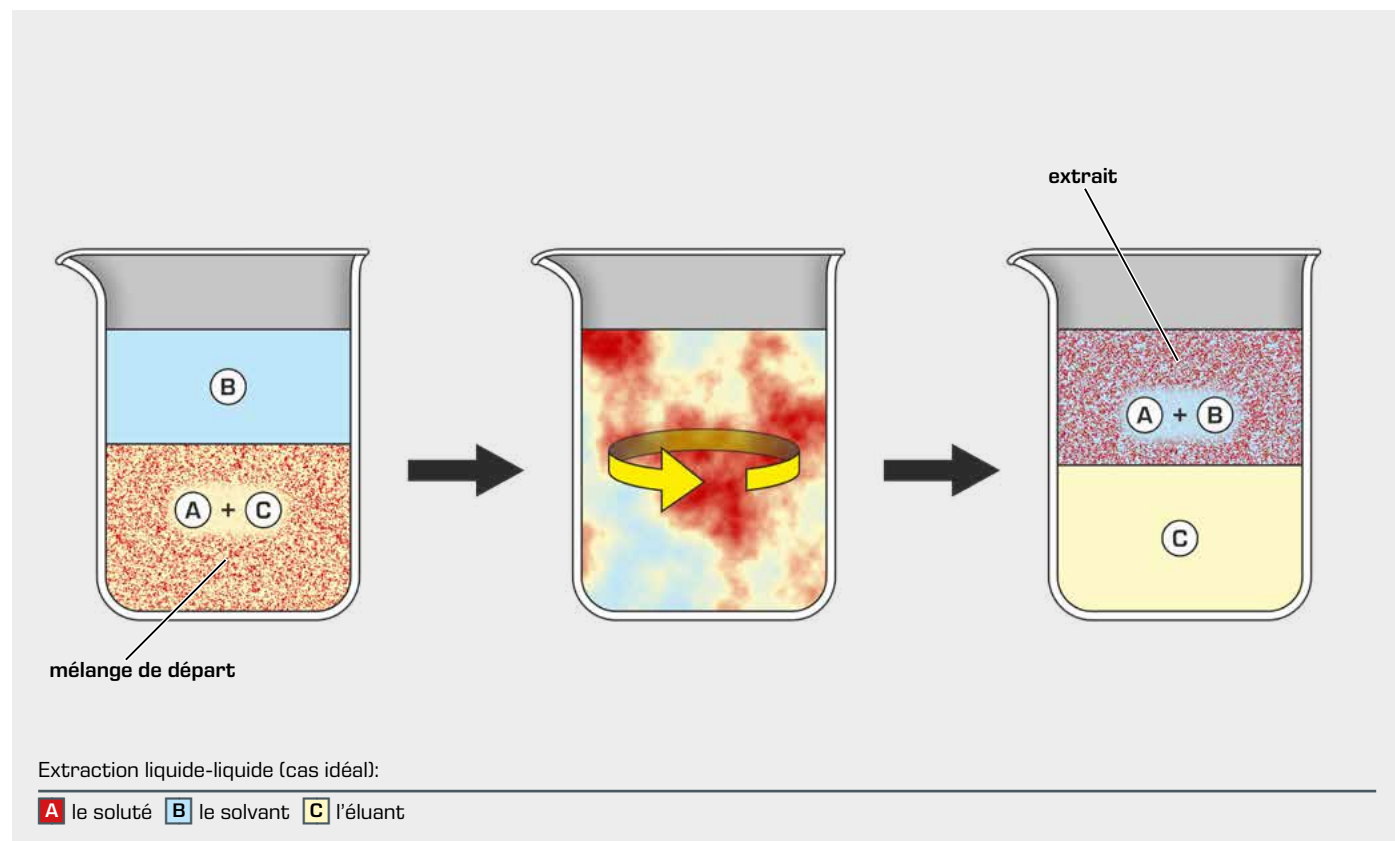 extrait
B
A + B
A + C
C
mélange de départ
Extraction liquide-liquide (cas idéal):
A le soluté B le solvant C l'éluant